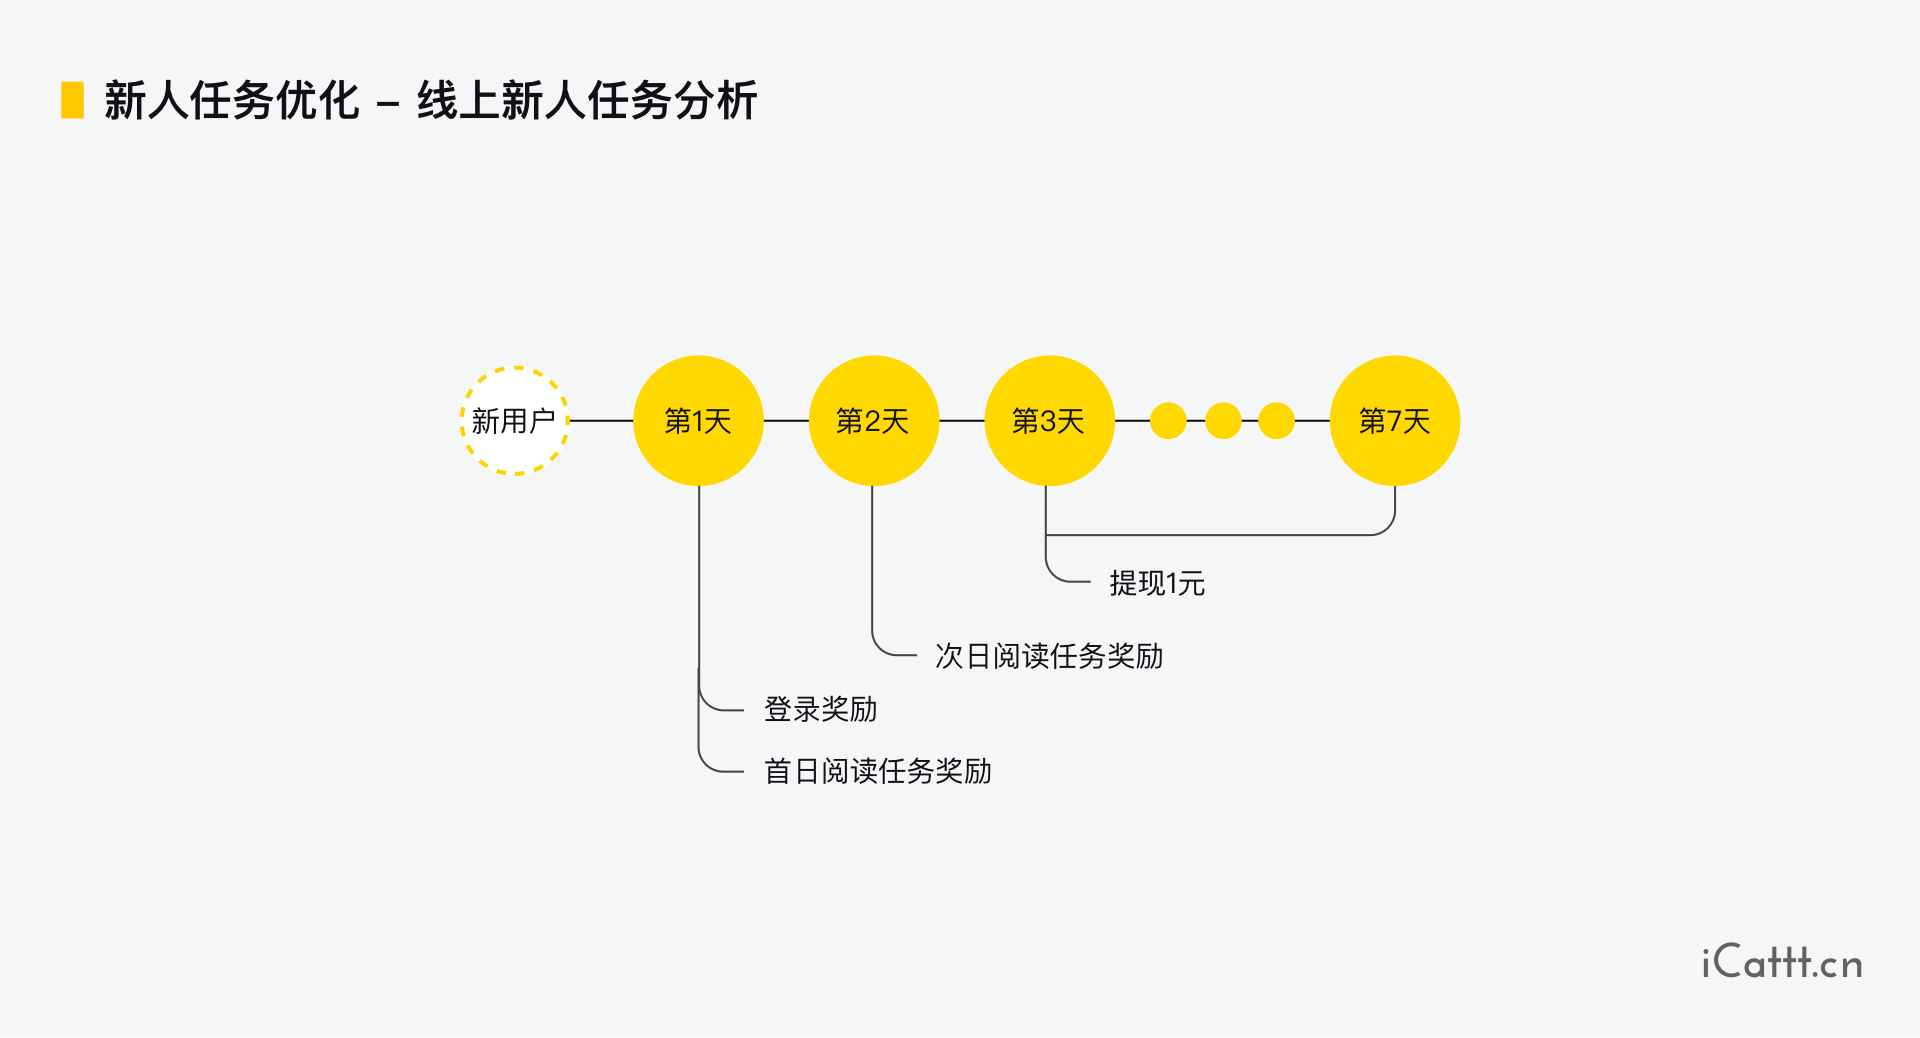 新人任务优化 – 线上新人任务分析
新用户
第1天
第2天
第3天
第7天
提现1元
次日阅读任务奖励
登录奖励
首日阅读任务奖励
iCattt.cn